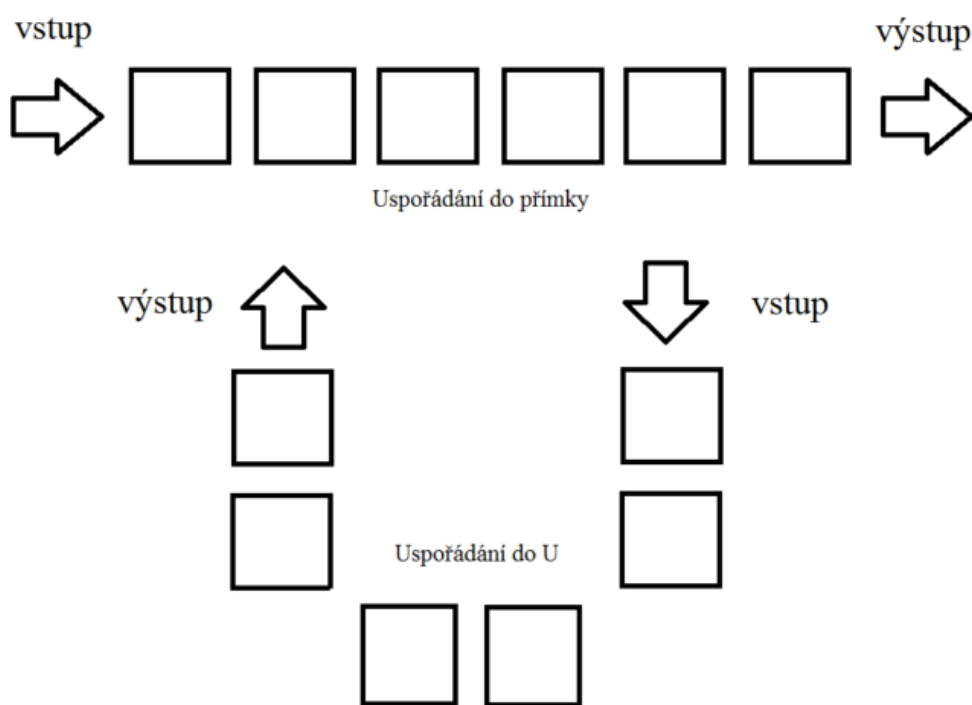 vstup
výstup
Uspořádání do přímky
výstup
vstup
Uspořádání do U